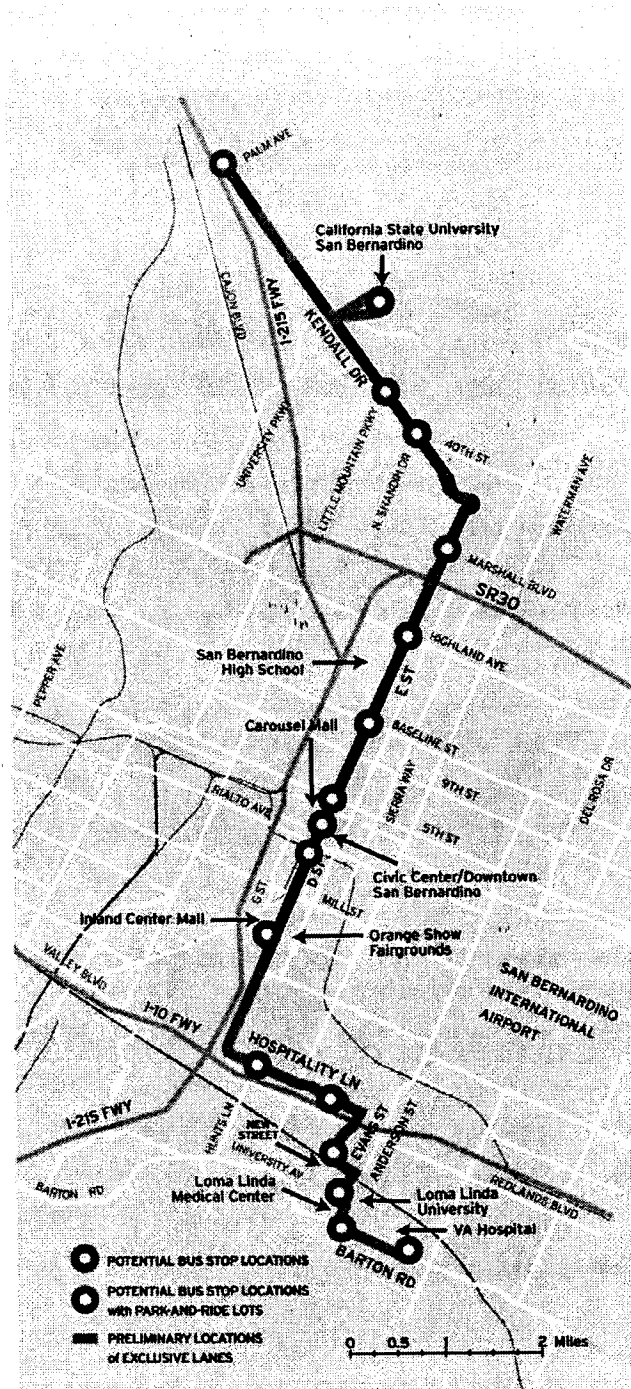 PALM AVE
California State University
San Bernardino
CAJON BLVD
I-215 FWY
KENDALL DR
UNIVERSITY PKWY
LITTLE MOUNTAIN PKWY
N. SHANDIN DR
40TH ST
WATERMAN AVE
MARSHALL BLVD
SR30
HIGHLAND AVE
San Bernardino
High School
E ST
PEPPER AVE
Carousel Mall
BASELINE ST
SIERRA WAY
9TH ST
DEL ROSA DR
RIALTO AVE
5TH ST
Civic Center/Downtown
San Bernardino
D ST
G ST
MILL ST
Inland Center Mall
Orange Show
Fairgrounds
VALLEY BLVD
SAN BERNARDINO
INTERNATIONAL
AIRPORT
I-10 FWY
HOSPITALITY LN
I-215 FWY
HUNTS LN
NEW
STREET
EVANS ST
ANDERSON ST
UNIVERSITY AV
REDLANDS BLVD
BARTON RD
Loma Linda
Medical Center
Loma Linda
University
VA Hospital
BARTON RD
POTENTIAL BUS STOP LOCATIONS
POTENTIAL BUS STOP LOCATIONS
with PARK-AND-RIDE LOTS
PRELIMINARY LOCATIONS
of EXCLUSIVE LANES
0 0.5 1 2 Miles